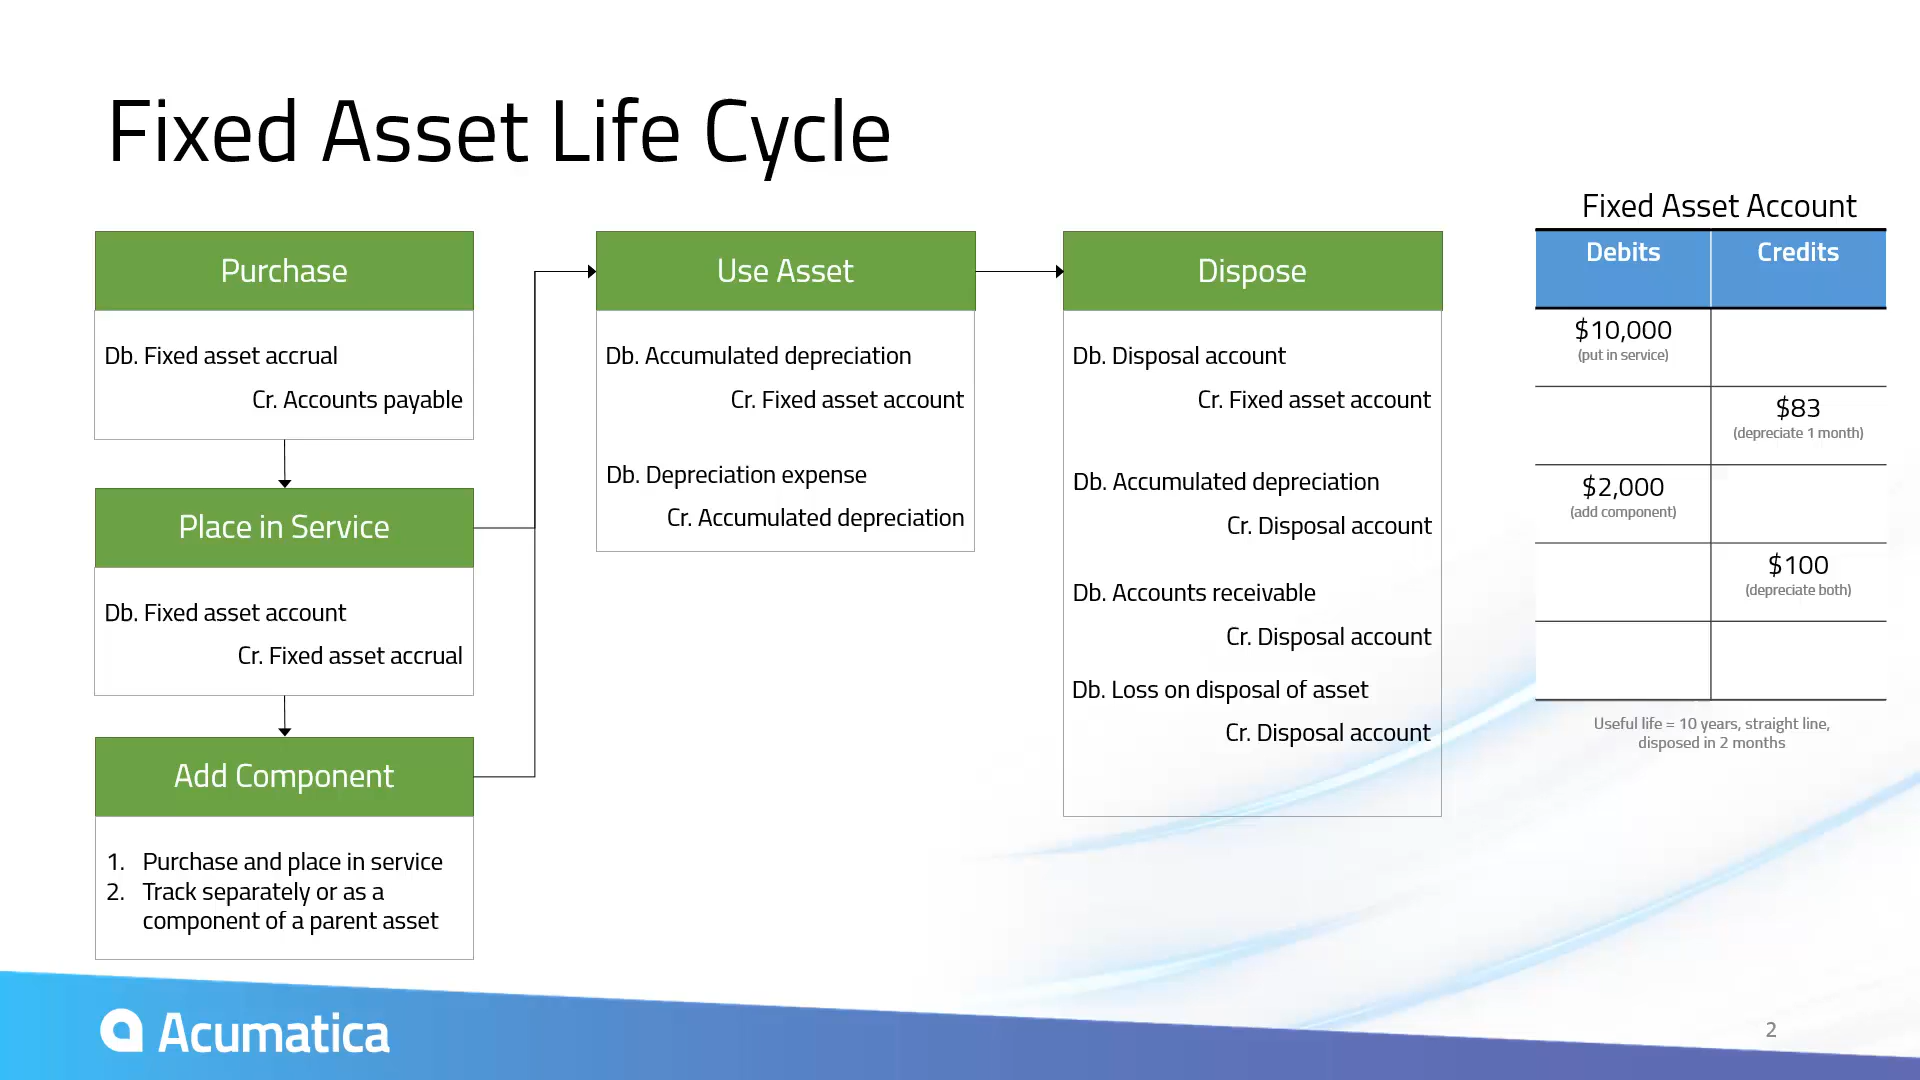 Fixed Asset Life Cycle
Purchase
Db. Fixed asset accrual
Cr. Accounts payable
Place in Service
Db. Fixed asset account
Cr. Fixed asset accrual
Add Component
1. Purchase and place in service
2. Track separately or as a
component of a parent asset
Use Asset
Db. Accumulated depreciation
Cr. Fixed asset account
Db. Depreciation expense
Cr. Accumulated depreciation
Dispose
Db. Disposal account
Cr. Fixed asset account
Db. Accumulated depreciation
Cr. Disposal account
Db. Accounts receivable
Cr. Disposal account
Db. Loss on disposal of asset
Cr. Disposal account
Fixed Asset Account
Debits Credits
$10,000
(put in service)
$83
(depreciate 1 month)
$2,000
(add component)
$100
(depreciate both)
Useful life = 10 years, straight line,
disposed in 2 months
Acumatica
2